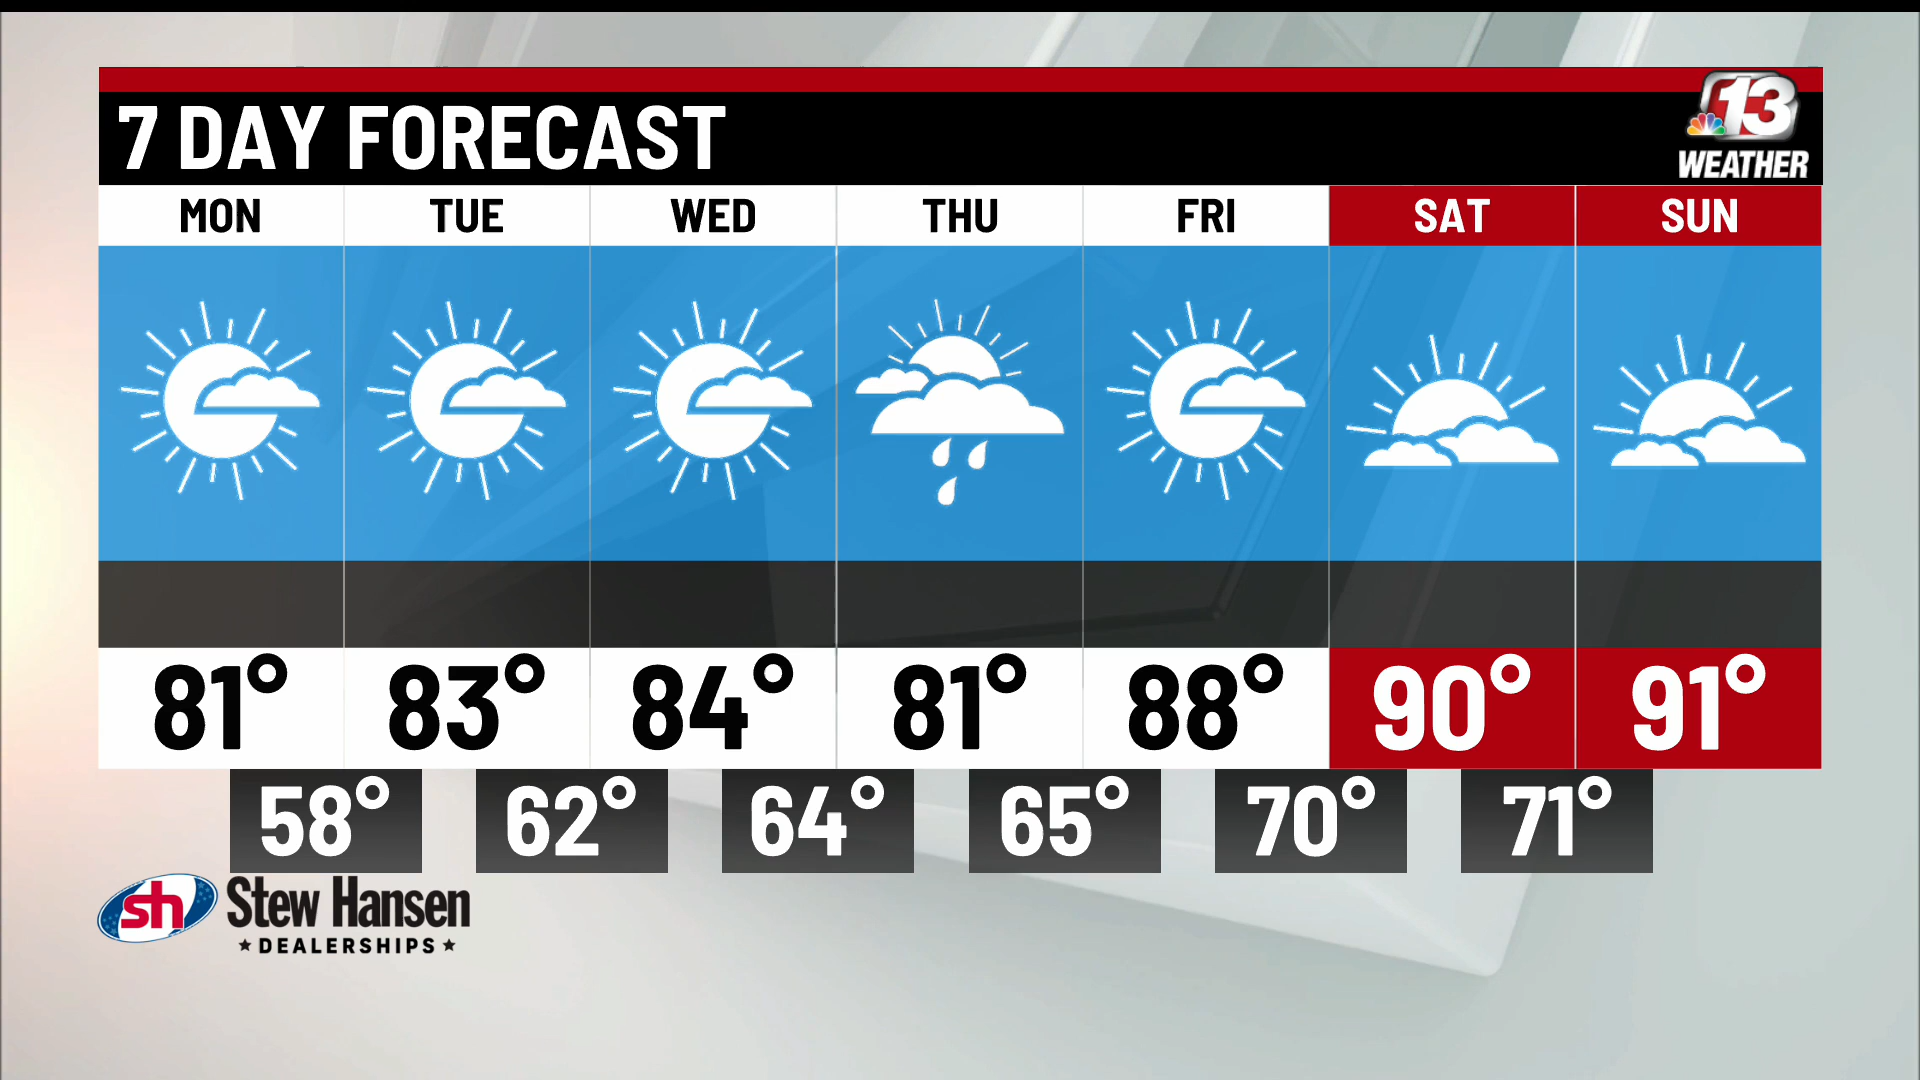 7 DAY FORECAST
13
WEATHER
MON TUE WED THU FRI SAT SUN
81° 83° 84° 81° 88° 90° 91°
58° 62° 64° 65° 70° 71°
sh Stew Hansen
★DEALERSHIPS★